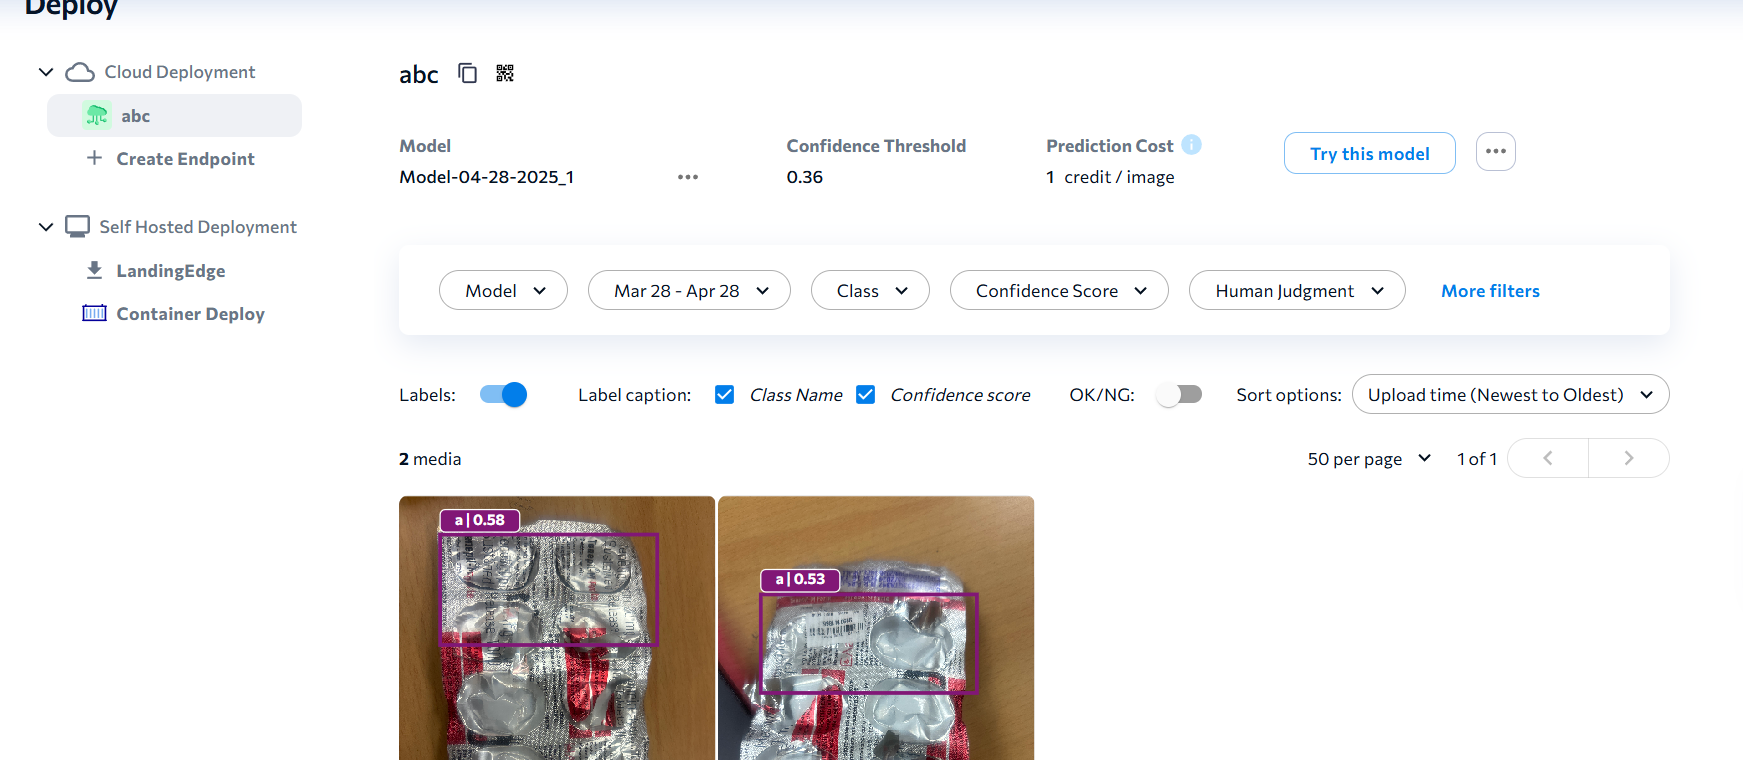 Deploy
Cloud Deployment
abc
Create Endpoint
Self Hosted Deployment
LandingEdge
Container Deploy
abc
Model
Confidence Threshold
Prediction Cost
Model-04-28-2025_1
0.36
1 credit / image
Try this model
Model
Mar 28 - Apr 28
Class
Confidence Score
Human Judgment
More filters
Labels:
Label caption:
Class Name
Confidence score
OK/NG:
Sort options:
Upload time (Newest to Oldest)
2 media
50 per page
1 of 1
a | 0.58
a | 0.53